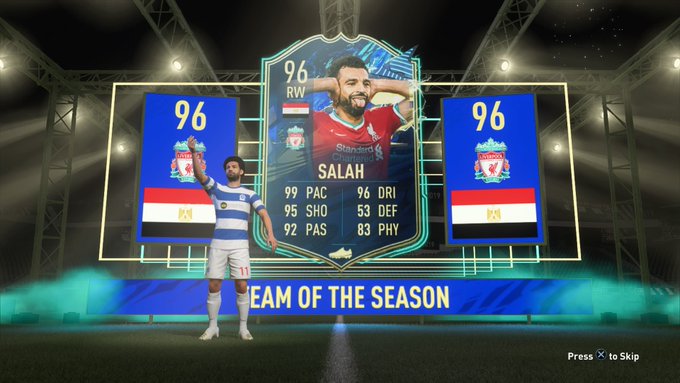 96
96
RW
LIVERPOOL
Standard
Chartered
SALAH
99 PAC 96 DRI
95 SHO 53 DEF
92 PAS 83 PHY
96
LIVERPOOL
11
EAM OF THE SEASON
Press X to Skip